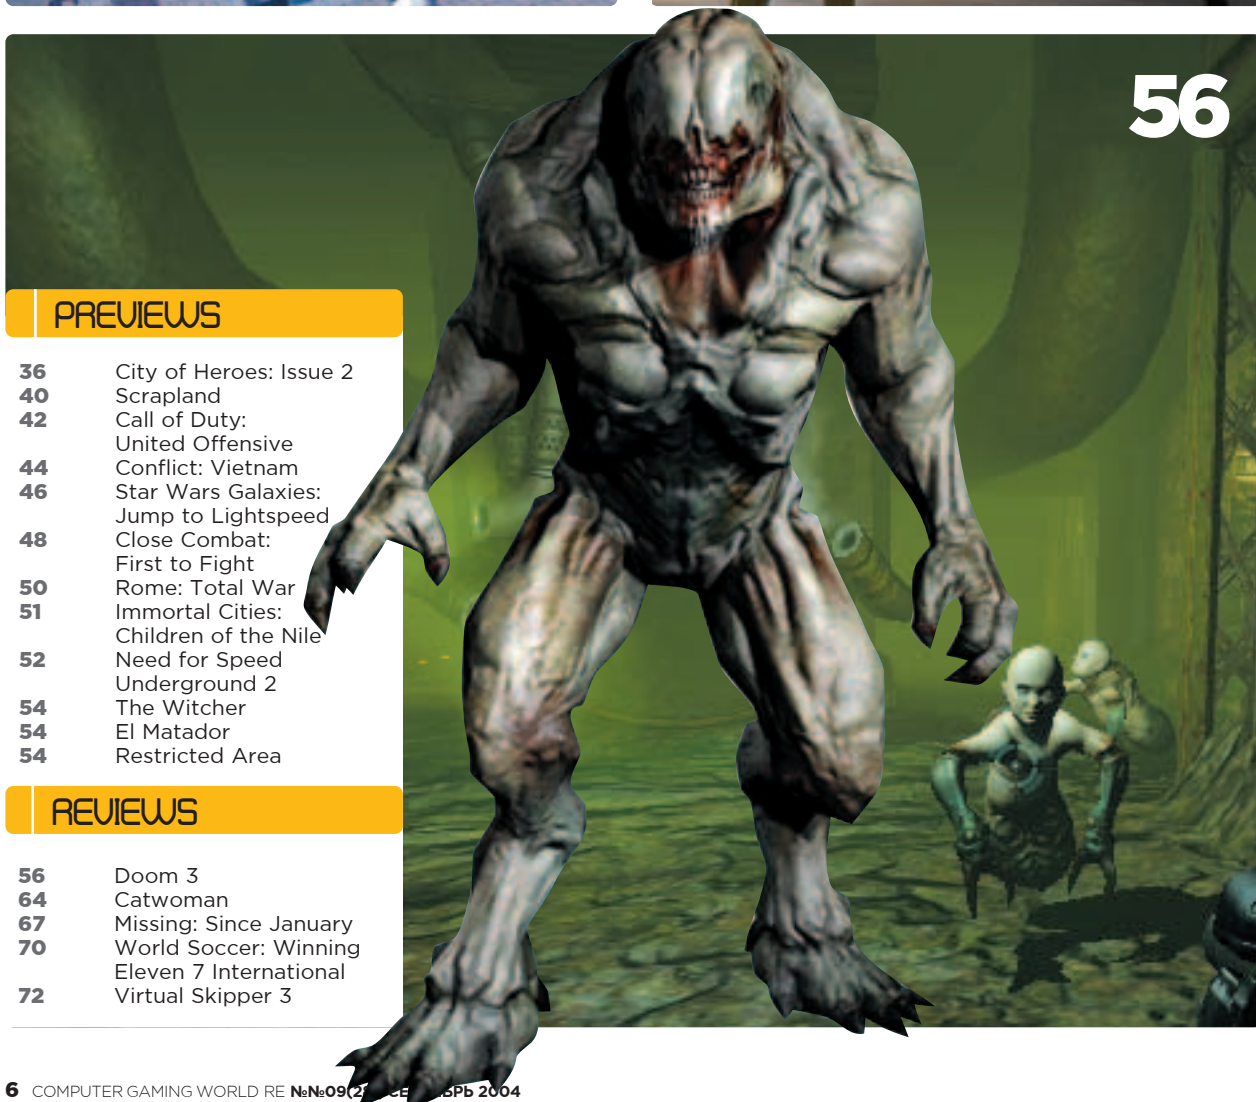 56
PREVIEWS
36 City of Heroes: Issue 2
40 Scrapland
42 Call of Duty:
United Offensive
44 Conflict: Vietnam
46 Star Wars Galaxies:
Jump to Lightspeed
48 Close Combat:
First to Fight
50 Rome: Total War
51 Immortal Cities:
Children of the Nile
52 Need for Speed
Underground 2
54 The Witcher
54 El Matador
54 Restricted Area
REVIEWS
56 Doom 3
64 Catwoman
67 Missing: Since January
70 World Soccer: Winning
Eleven 7 International
72 Virtual Skipper 3
6 COMPUTER GAMING WORLD RE №№09 2004